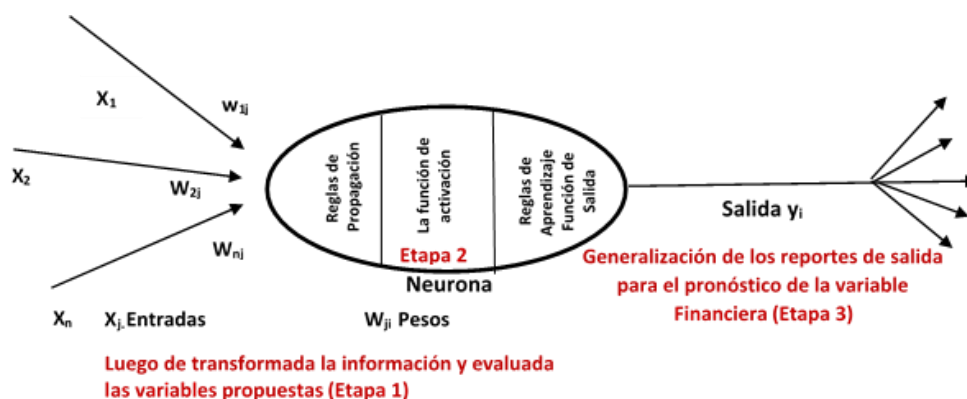 X1
w1j
X2
W2j
Wnj
Xn
Xj. Entradas
Reglas de
Propagación
La función de
activación
Reglas de
Aprendizaje
Función de
Salida
Etapa 2
Neurona
Wji Pesos
Salida yi
Generalización de los reportes de salida
para el pronóstico de la variable
Financiera (Etapa 3)
Luego de transformada la información y evaluada
las variables propuestas (Etapa 1)